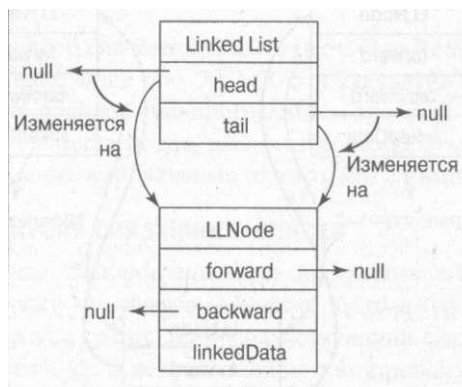 Linked List
null
head
null
tail
Изменяется
на
Изменяется
на
LLNode
forward
null
null
backward
linkedData